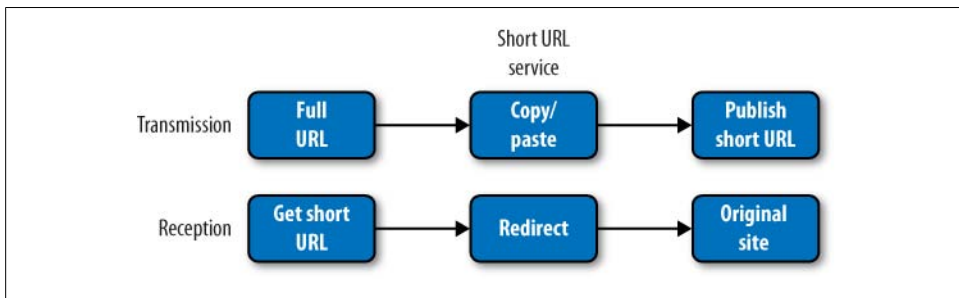 Short URL
service
Transmission
Full
URL
Copy/
paste
Publish
short URL
Reception
Get short
URL
Redirect
Original
site